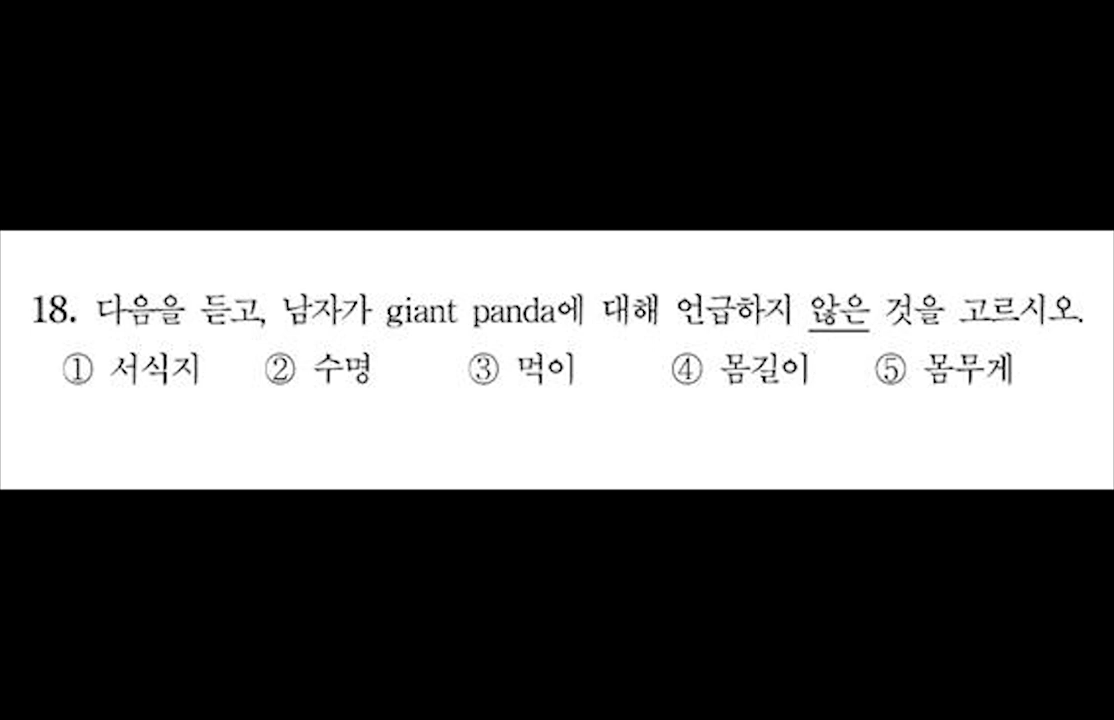 18. 다음을 듣고, 남자가 giant panda에 대해 언급하지 않은 것을 고르시오.
① 서식지 ② 수명 ③ 먹이 ④ 몸길이 ⑤ 몸무게